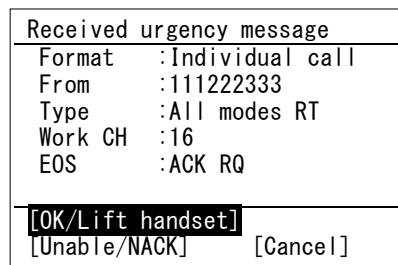 Received urgency message
Format :Individual call
From :111222333
Type :All modes RT
Work CH :16
EOS :ACK RQ
[OK/Lift handset]
[Unable/NACK] [Cancel]